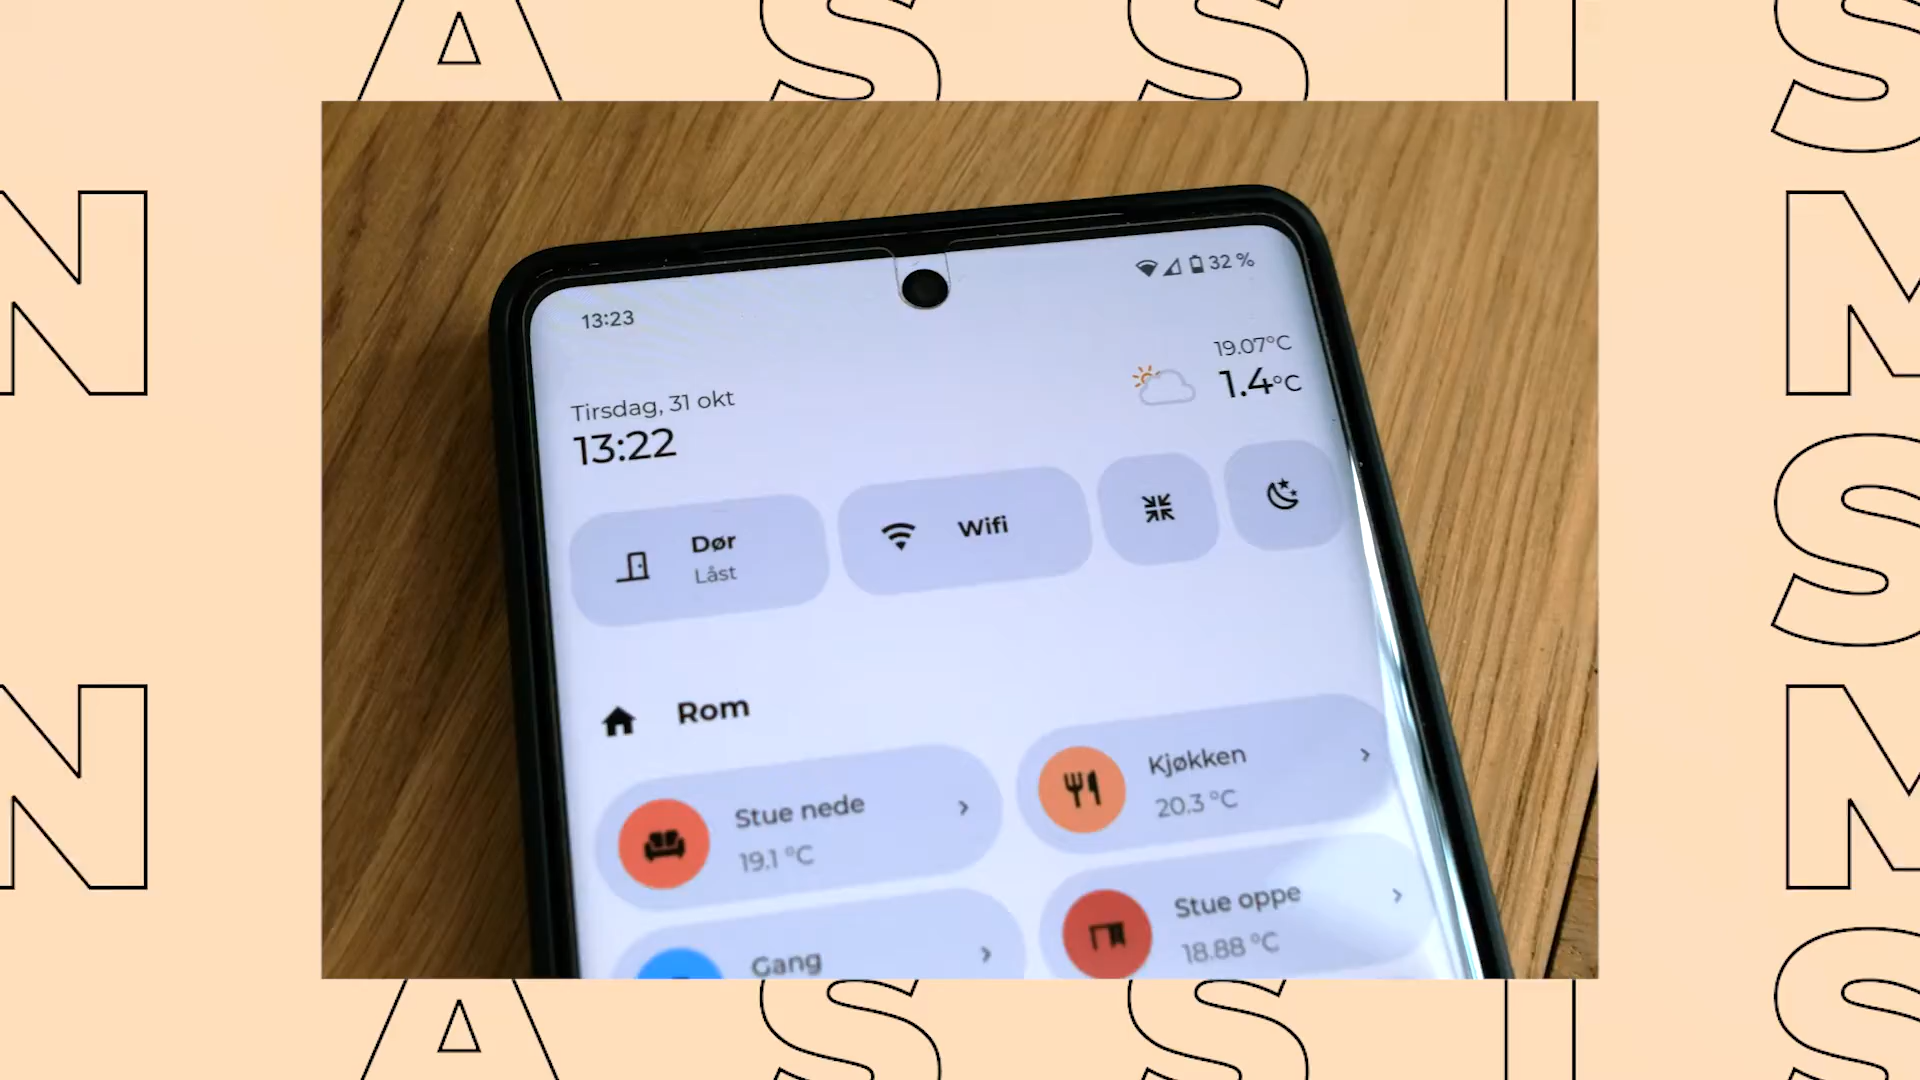 A S S I S
N M
S
13:23
32 %
19.07°C
1.4°C
Tirsdag, 31 okt
13:22
Dør
Låst
Wifi
Rom
Stue nede
19.1 °C
Kjøkken
20.3 °C
Gang
Stue oppe
18.88 °C
N M
A S S I S